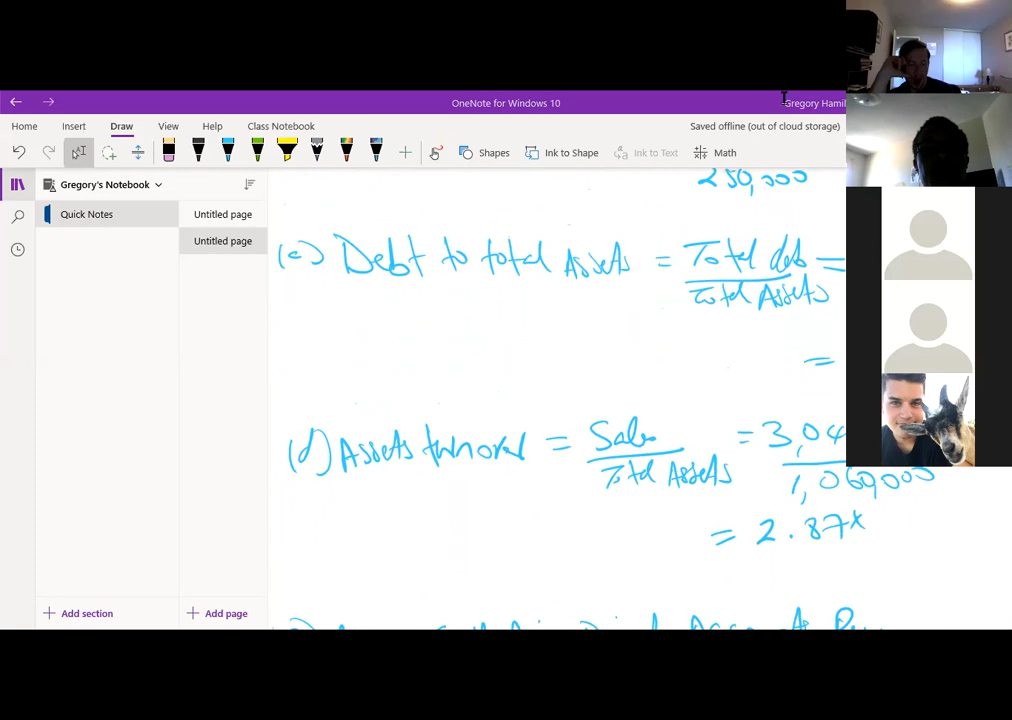 OneNote for Windows 10
Gregory Hamil
Home Insert Draw View Help Class Notebook
Saved offline (out of cloud storage)
Shapes Ink to Shape Ink to Text Math
Gregory's Notebook
Quick Notes
Untitled page
Untitled page
250,000
(c) Debt to total Assets = Total deb =
Total Assets
=
(d) Assets turnover = Sales = 3,04
Total Assets 1,060,000
= 2.87x
Add section
Add page